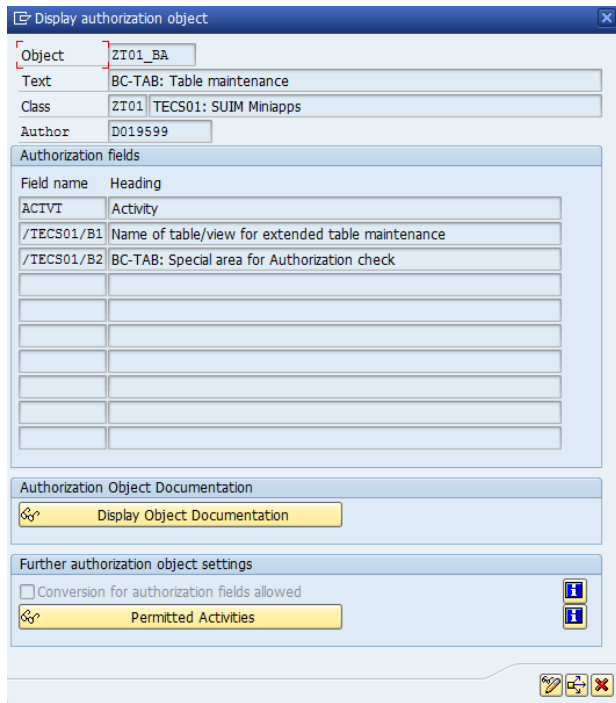 Display authorization object
Object ZT01_BA
Text BC-TAB: Table maintenance
Class ZT01 TECS01: SUIM Miniapps
Author D019599
Authorization fields
Field name Heading
ACTVT Activity
/TECS01/B1 Name of table/view for extended table maintenance
/TECS01/B2 BC-TAB: Special area for Authorization check
Authorization Object Documentation
Display Object Documentation
Further authorization object settings
Conversion for authorization fields allowed
Permitted Activities